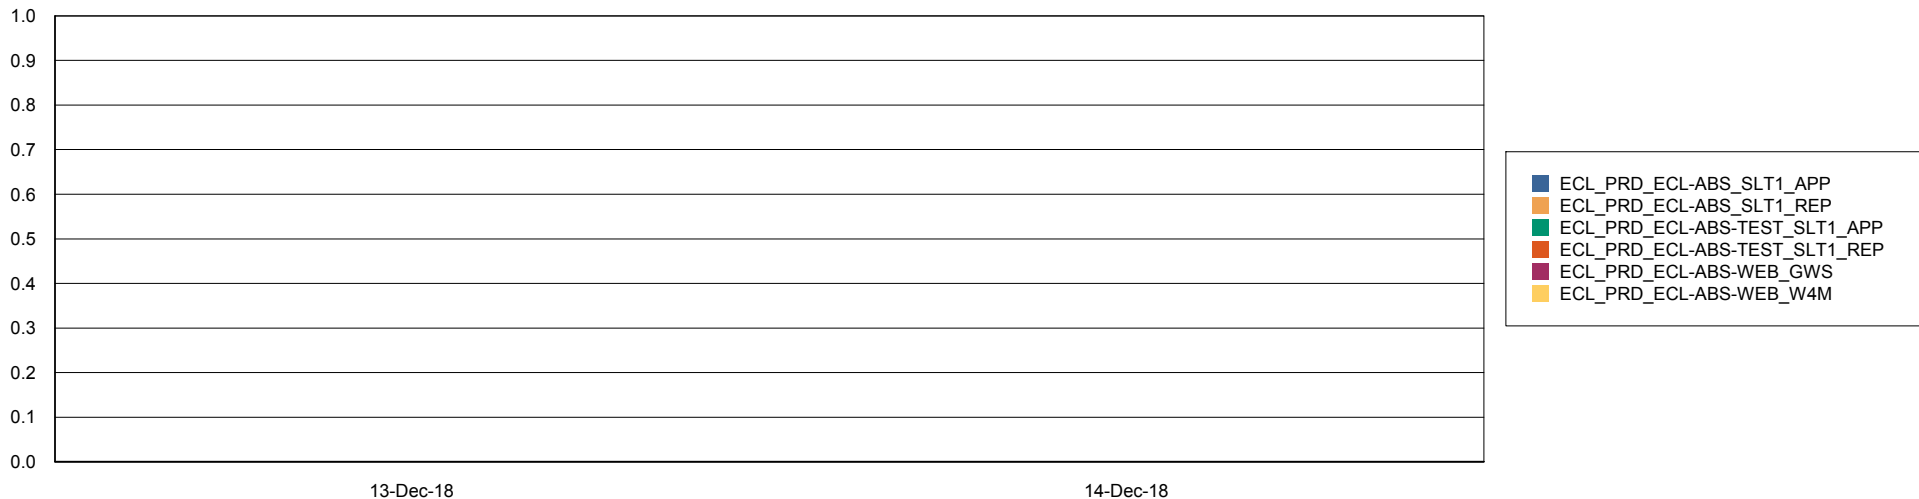 1.0
0.9
0.8
0.7
0.6
0.5
0.4
0.3
0.2
0.1
0.0
13-Dec-18
14-Dec-18
ECL_PRD_ECL-ABS_SLT1_APP
ECL_PRD_ECL-ABS_SLT1_REP
ECL_PRD_ECL-ABS-TEST_SLT1_APP
ECL_PRD_ECL-ABS-TEST_SLT1_REP
ECL_PRD_ECL-ABS-WEB_GWS
ECL_PRD_ECL-ABS-WEB_W4M